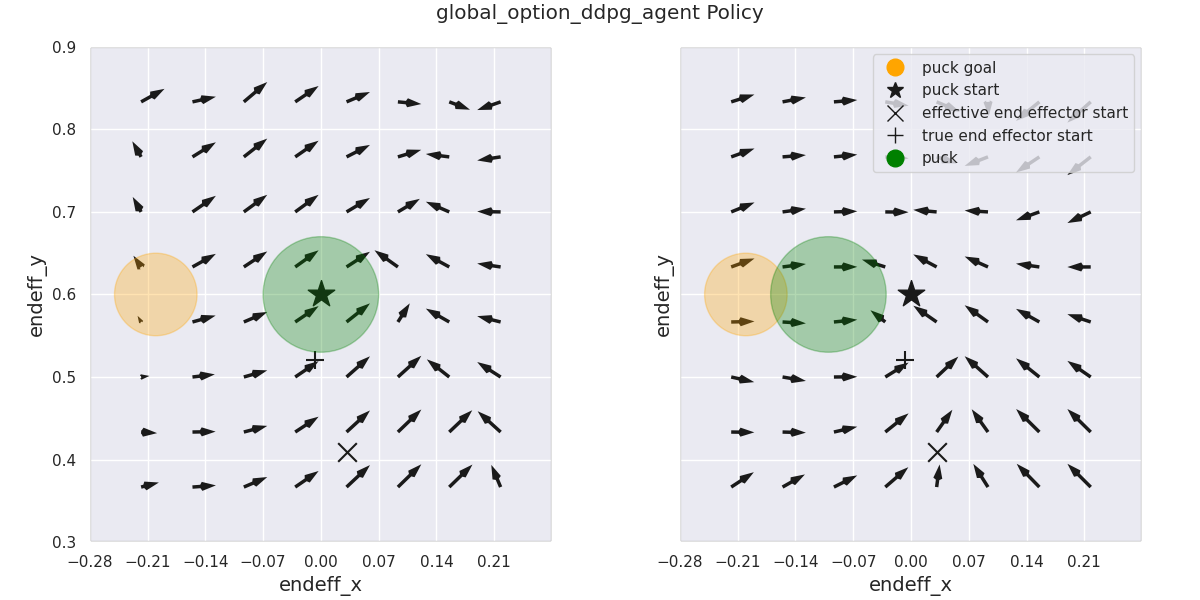 global_option_ddpg_agent Policy
0.9
0.8
0.7
0.6
0.5
0.4
0.3
endeff_y
−0.28 −0.21 −0.14 −0.07 0.00 0.07 0.14 0.21
endeff_x
puck goal
puck start
effective end effector start
true end effector start
puck
endeff_y
−0.28 −0.21 −0.14 −0.07 0.00 0.07 0.14 0.21
endeff_x